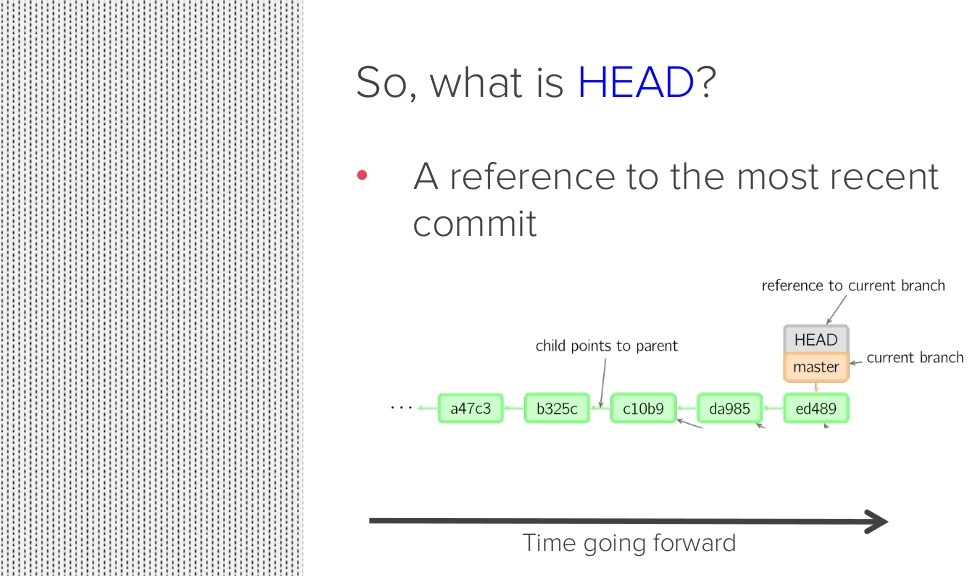 So, what is HEAD?
• A reference to the most recent
commit
reference to current branch
HEAD
child points to parent
current branch
master
··· a47c3 b325c c10b9 da985 ed489
Time going forward